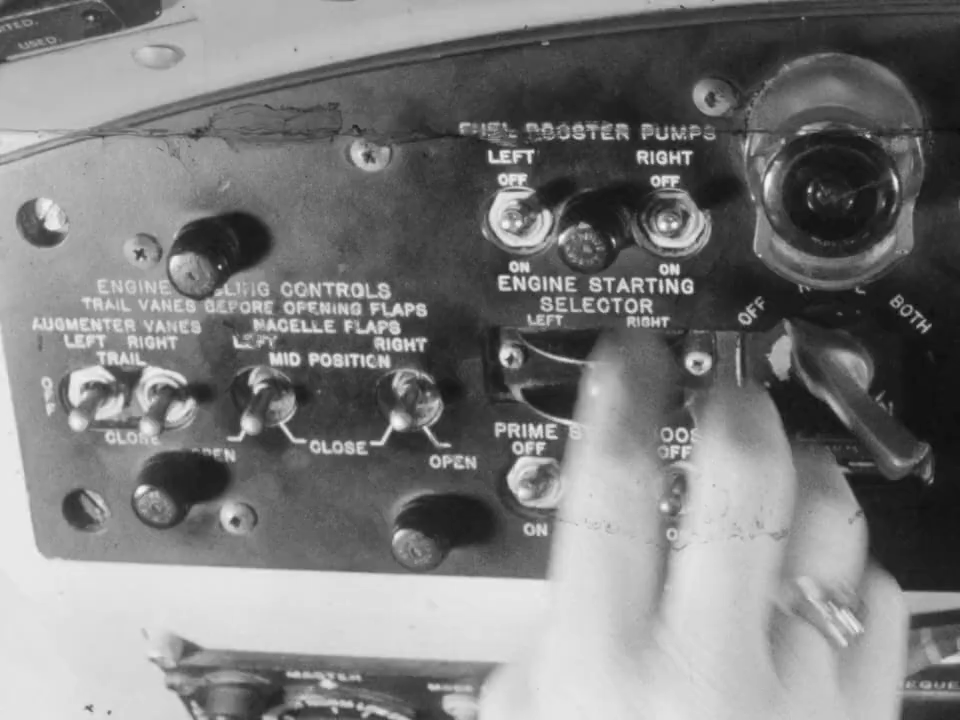 USED.
FUEL BOOSTER PUMPS
LEFT RIGHT
OFF OFF
ON ON
ENGINE STARTING
SELECTOR
LEFT RIGHT
OFF
BOTH
ENGINE COOLING CONTROLS
TRAIL VANES BEFORE OPENING FLAPS
AUGMENTER VANES NACELLE FLAPS
LEFT RIGHT LEFT RIGHT
TRAIL MID POSITION
OFF
CLOSE CLOSE
OPEN OPEN
PRIME
OFF OFF
ON
MASTER